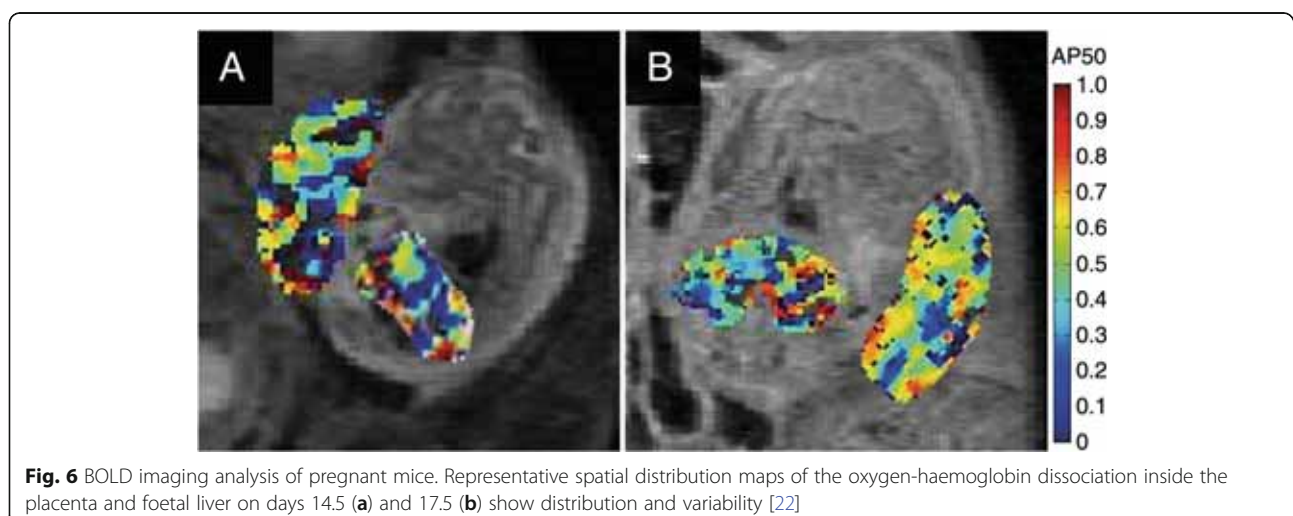 A
B
AP50
1.0
0.9
0.8
0.7
0.6
0.5
0.4
0.3
0.2
0.1
0
Fig. 6 BOLD imaging analysis of pregnant mice. Representative spatial distribution maps of the oxygen-haemoglobin dissociation inside the
placenta and foetal liver on days 14.5 (a) and 17.5 (b) show distribution and variability [22]